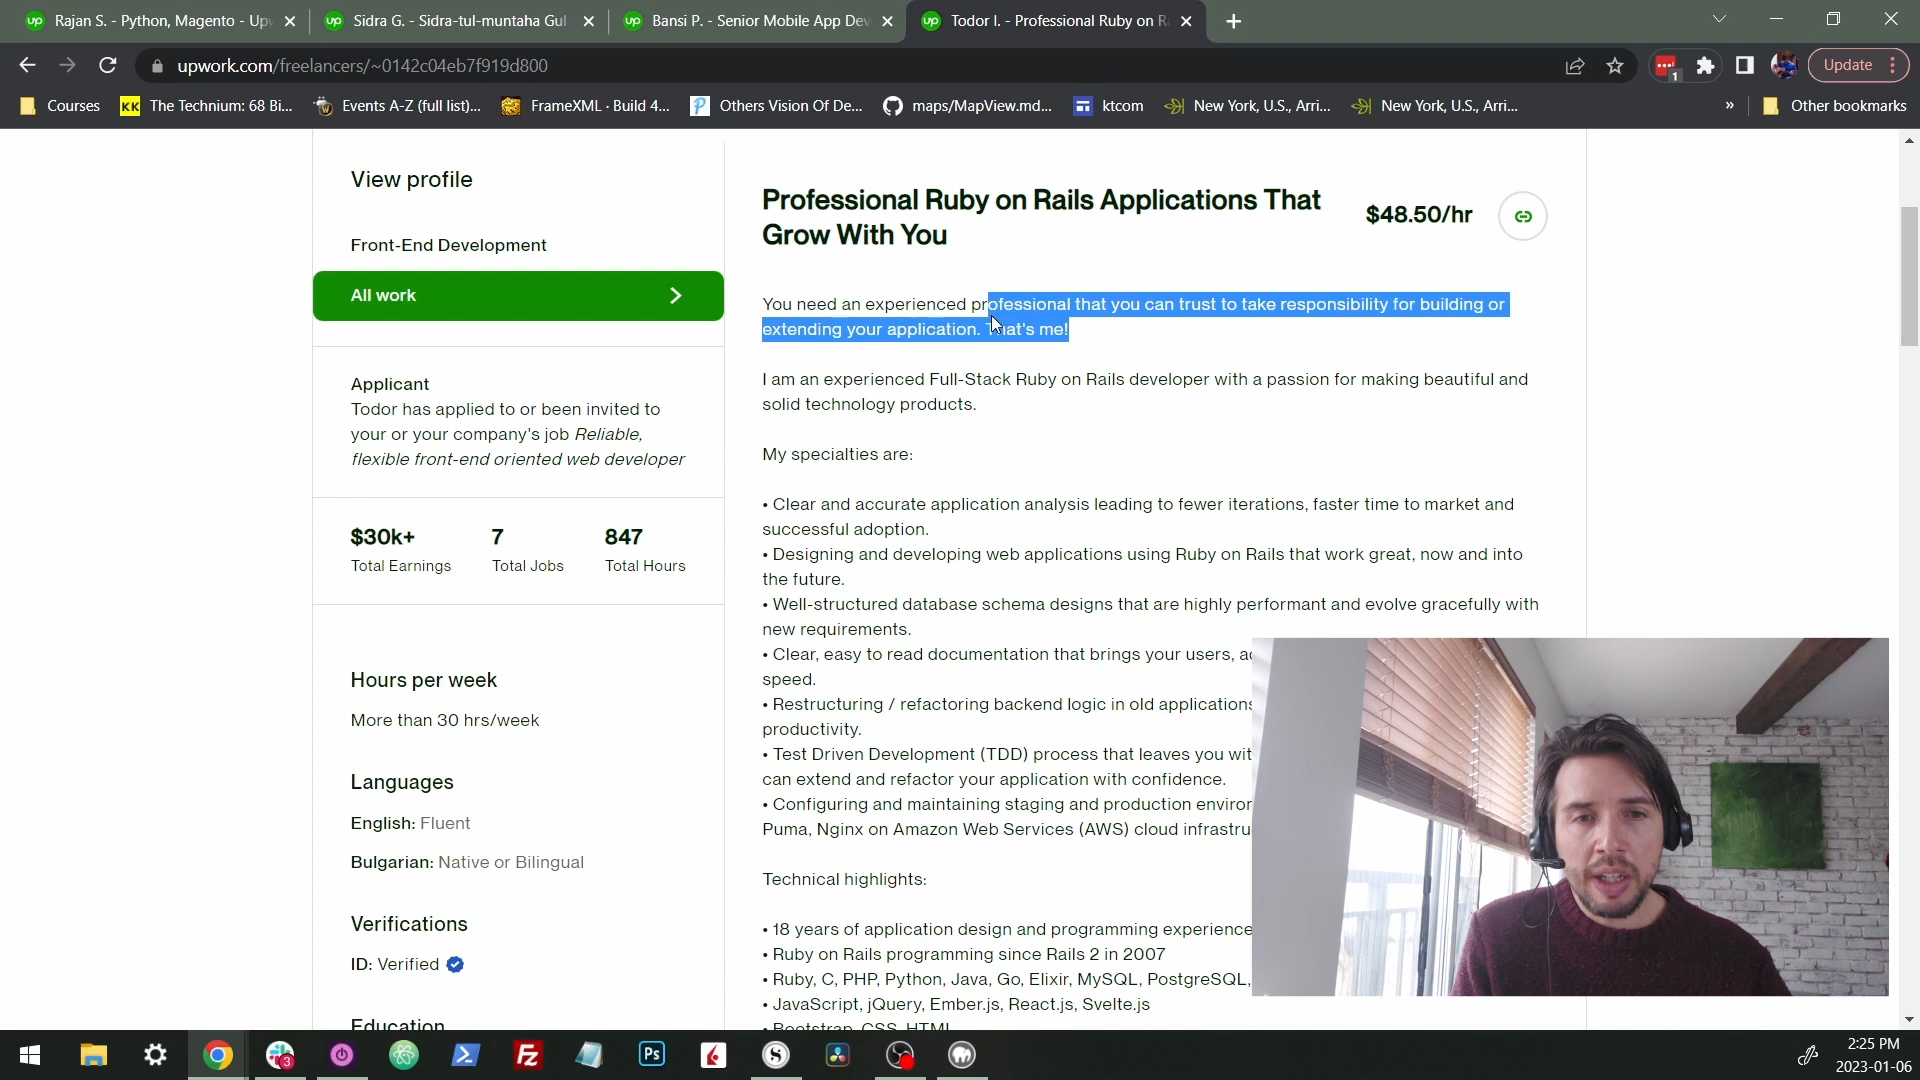 Rajan S. - Python, Magento - Up
Sidra G. - Sidra-tul-muntaha Gul
Bansi P. - Senior Mobile App Dev
Todor I. - Professional Ruby on R
upwork.com/freelancers/~0142c04eb7f919d800
1
Update
Courses
KK The Technium: 68 Bi...
Events A-Z (full list)...
FrameXML · Build 4...
Others Vision Of De...
maps/MapView.md...
ktcom
New York, U.S., Arri...
New York, U.S., Arri...
»
Other bookmarks
View profile
Front-End Development
All work
Applicant
Todor has applied to or been invited to
your or your company's job Reliable,
flexible front-end oriented web developer
$30k+
Total Earnings
7
Total Jobs
847
Total Hours
Hours per week
More than 30 hrs/week
Languages
English: Fluent
Bulgarian: Native or Bilingual
Verifications
ID: Verified
Education
Professional Ruby on Rails Applications That
Grow With You
$48.50/hr
You need an experienced professional that you can trust to take responsibility for building or
extending your application. That's me!
I am an experienced Full-Stack Ruby on Rails developer with a passion for making beautiful and
solid technology products.
My specialties are:
• Clear and accurate application analysis leading to fewer iterations, faster time to market and
successful adoption.
• Designing and developing web applications using Ruby on Rails that work great, now and into
the future.
• Well-structured database schema designs that are highly performant and evolve gracefully with
new requirements.
• Clear, easy to read documentation that brings your users,
speed.
• Restructuring / refactoring backend logic in old applications
productivity.
• Test Driven Development (TDD) process that leaves you
can extend and refactor your application with confidence.
• Configuring and maintaining staging and production
Puma, Nginx on Amazon Web Services (AWS) cloud
Technical highlights:
• 18 years of application design and programming experience
• Ruby on Rails programming since Rails 2 in 2007
• Ruby, C, PHP, Python, Java, Go, Elixir, MySQL, PostgreSQL,
• JavaScript, jQuery, Ember.js, React.js, Svelte.js
• Bootstrap, CSS, HTML
3
Fz
Ps
2:25 PM
2023-01-06